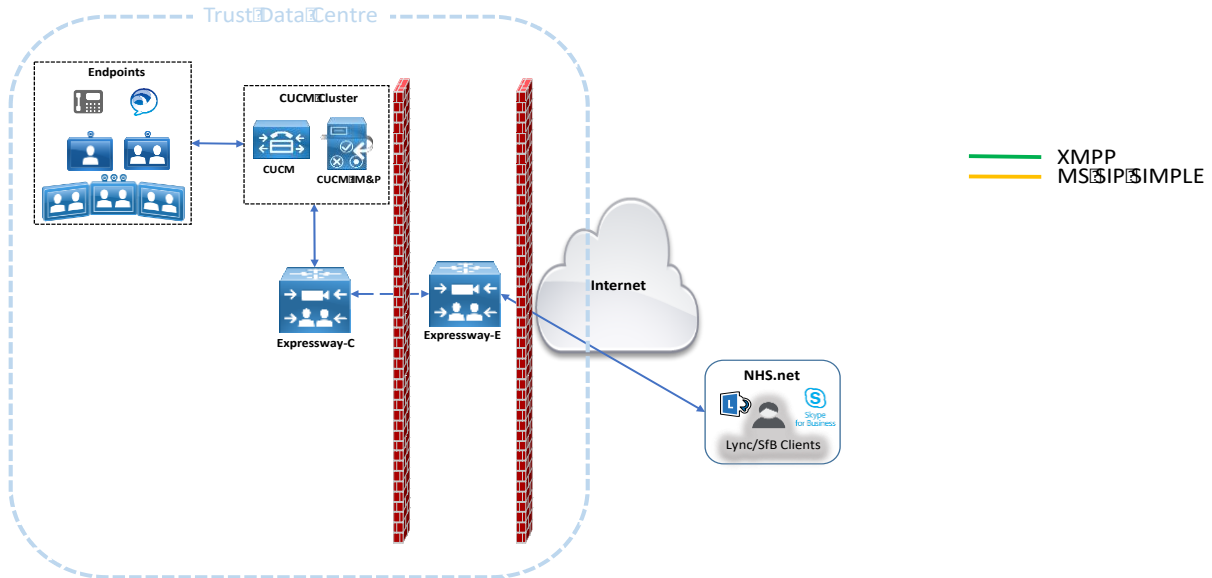 Trust Data Centre
Endpoints
CUCM Cluster
CUCM
CUCM IM&P
Expressway-C
Expressway-E
Internet
NHS.net
L
S
Skype
for Business
Lync/SfB Clients
XMPP
MS SIP SIMPLE